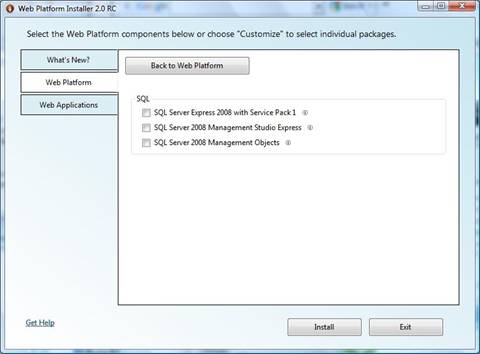 Web Platform Installer 2.0 RC
Select the Web Platform components below or choose "Customize" to select individual packages.
What's New?
Web Platform
Web Applications
Back to Web Platform
SQL
SQL Server Express 2008 with Service Pack 1
SQL Server 2008 Management Studio Express
SQL Server 2008 Management Objects
Get Help
Install
Exit